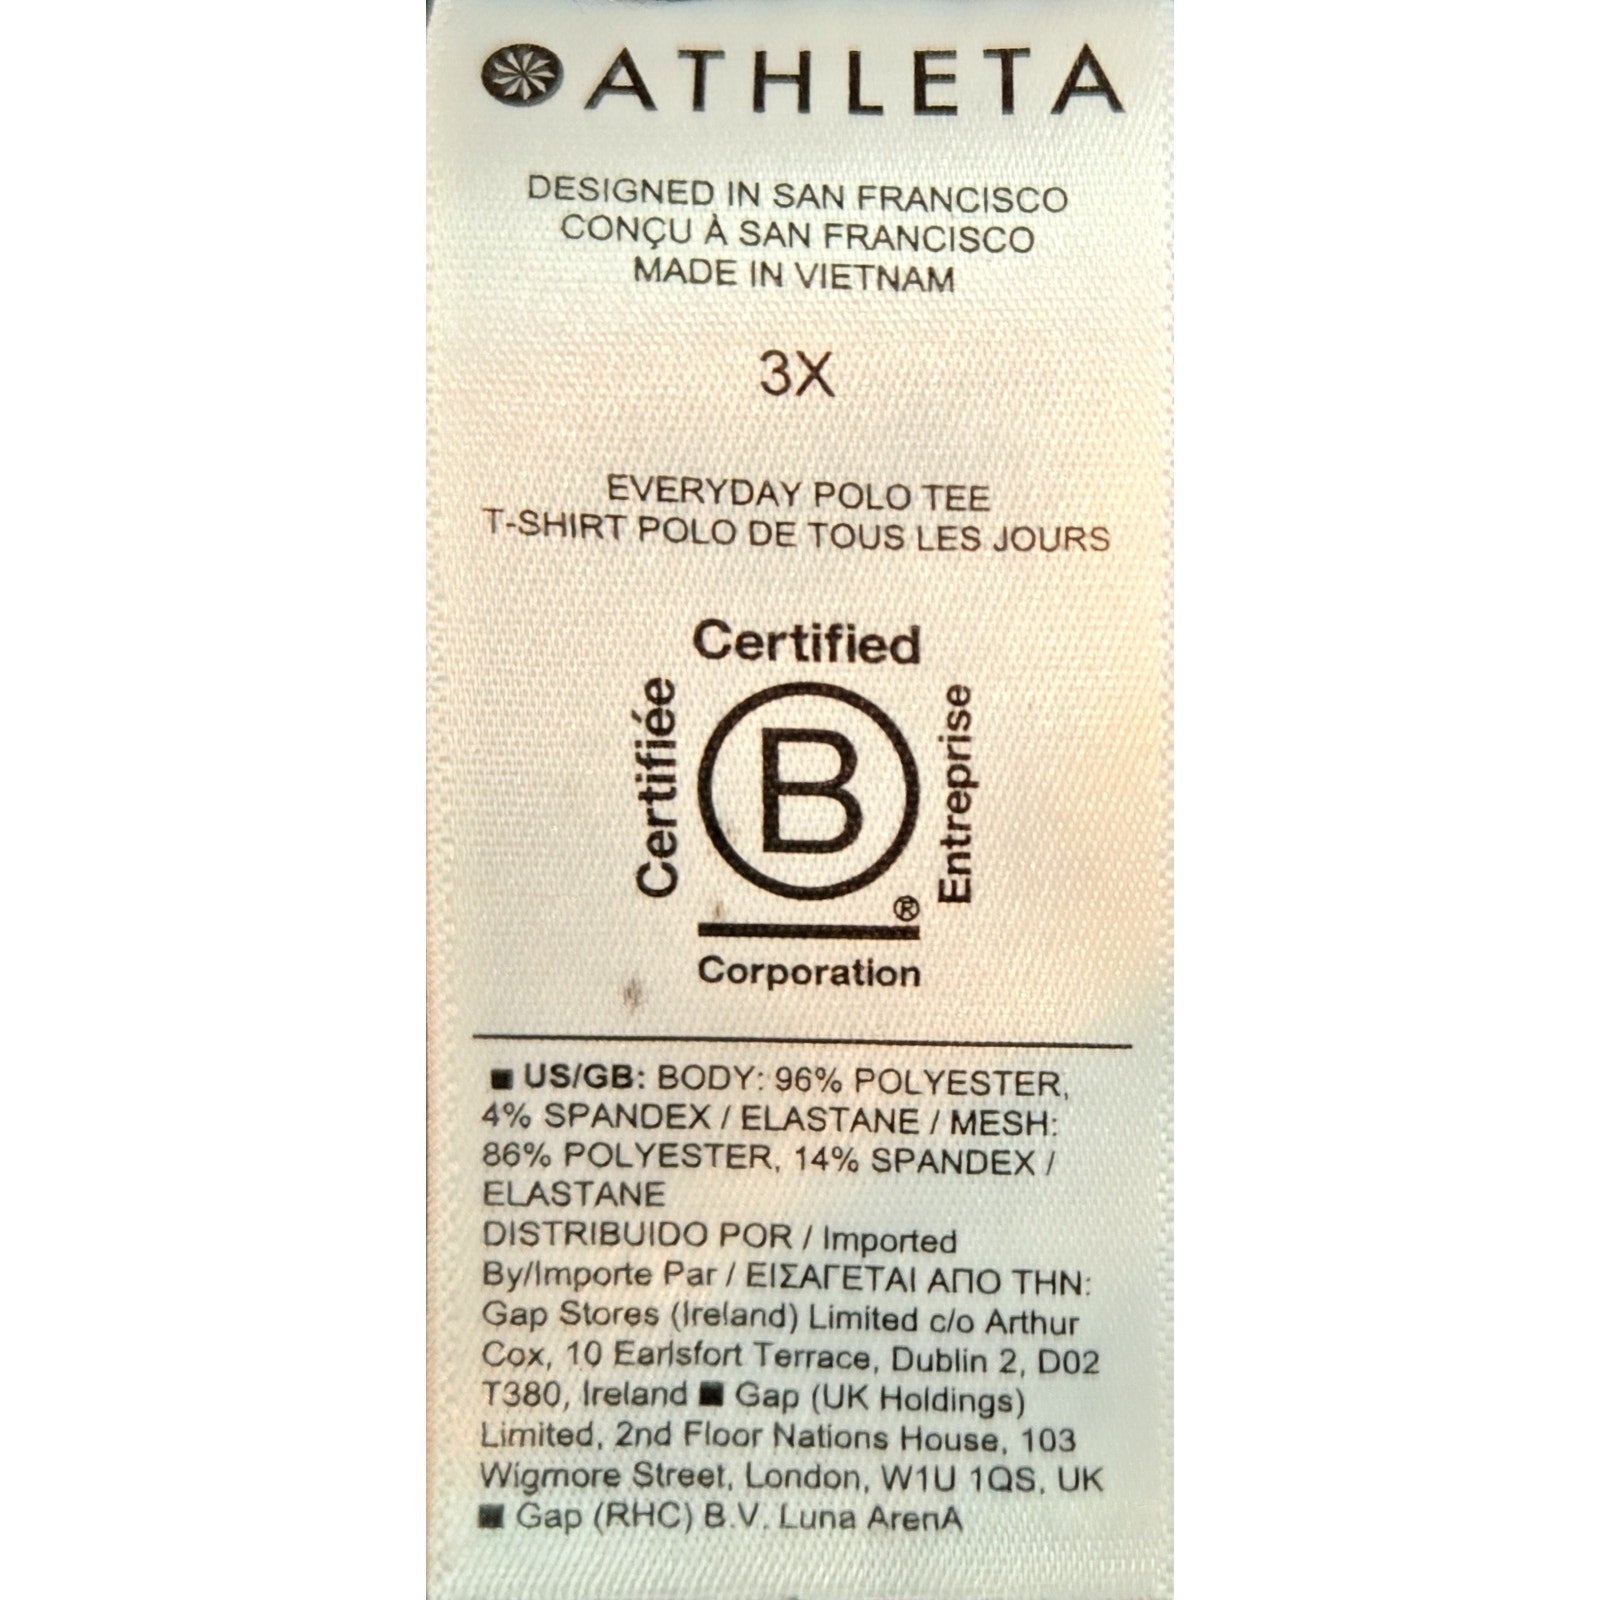 ATHLETA
DESIGNED IN SAN FRANCISCO
CONÇU À SAN FRANCISCO
MADE IN VIETNAM
3X
EVERYDAY POLO TEE
T-SHIRT POLO DE TOUS LES JOURS
Certified
Certifiée
B
Entreprise
®
Corporation
■ US/GB: BODY: 96% POLYESTER,
4% SPANDEX / ELASTANE / MESH:
86% POLYESTER, 14% SPANDEX /
ELASTANE
DISTRIBUIDO POR / Imported
By/Importe Par / ΕΙΣΑΓΕΤΑΙ ΑΠΟ ΤΗΝ:
Gap Stores (Ireland) Limited c/o Arthur
Cox, 10 Earlsfort Terrace, Dublin 2, D02
T380, Ireland ■ Gap (UK Holdings)
Limited, 2nd Floor Nations House, 103
Wigmore Street, London, W1U 1QS, UK
■ Gap (RHC) B.V. Luna ArenA